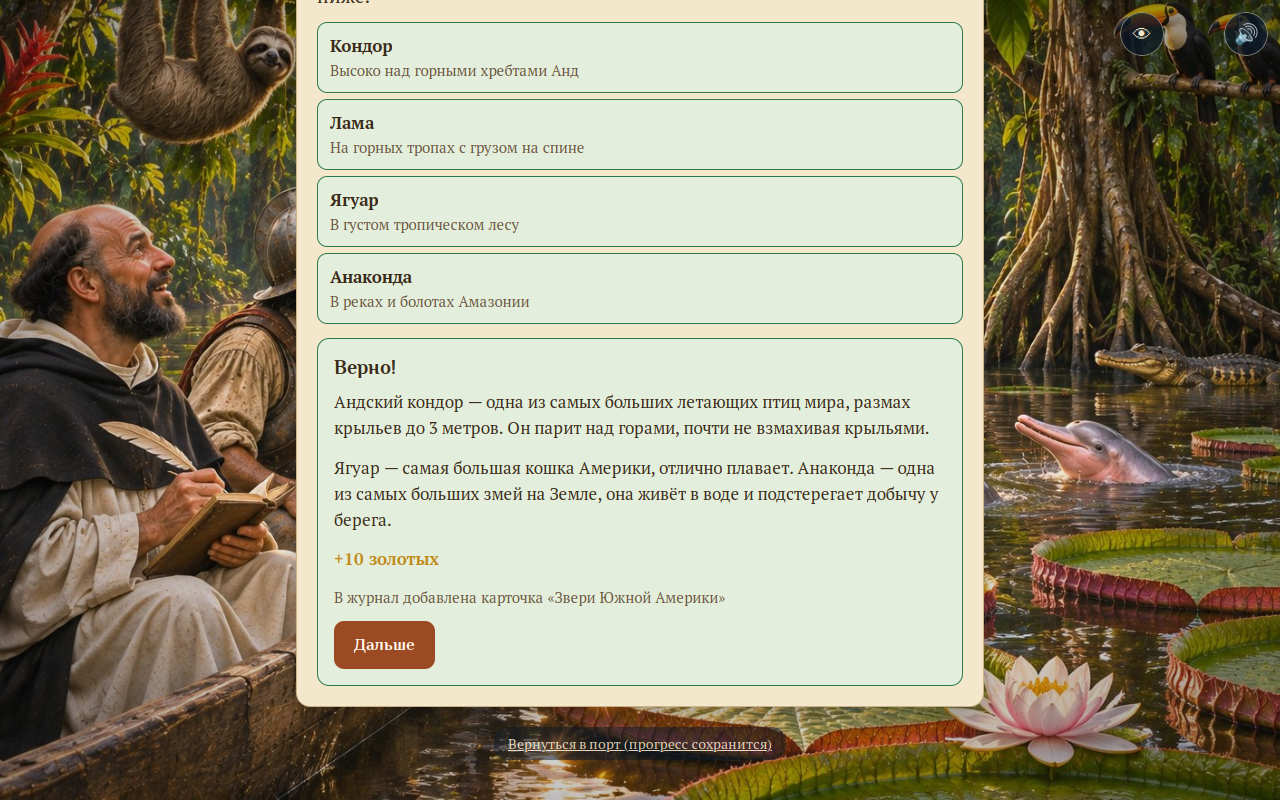 Кондор
Высоко над горными хребтами Анд
Лама
На горных тропах с грузом на спине
Ягуар
В густом тропическом лесу
Анаконда
В реках и болотах Амазонии
Верно!
Андский кондор — одна из самых больших летающих птиц мира, размах
крыльев до 3 метров. Он парит над горами, почти не взмахивая крыльями.
Ягуар — самая большая кошка Америки, отлично плавает. Анаконда — одна
из самых больших змей на Земле, она живёт в воде и подстерегает добычу у
берега.
+10 золотых
В журнал добавлена карточка «Звери Южной Америки»
Дальше
Вернуться в порт (прогресс сохранится)